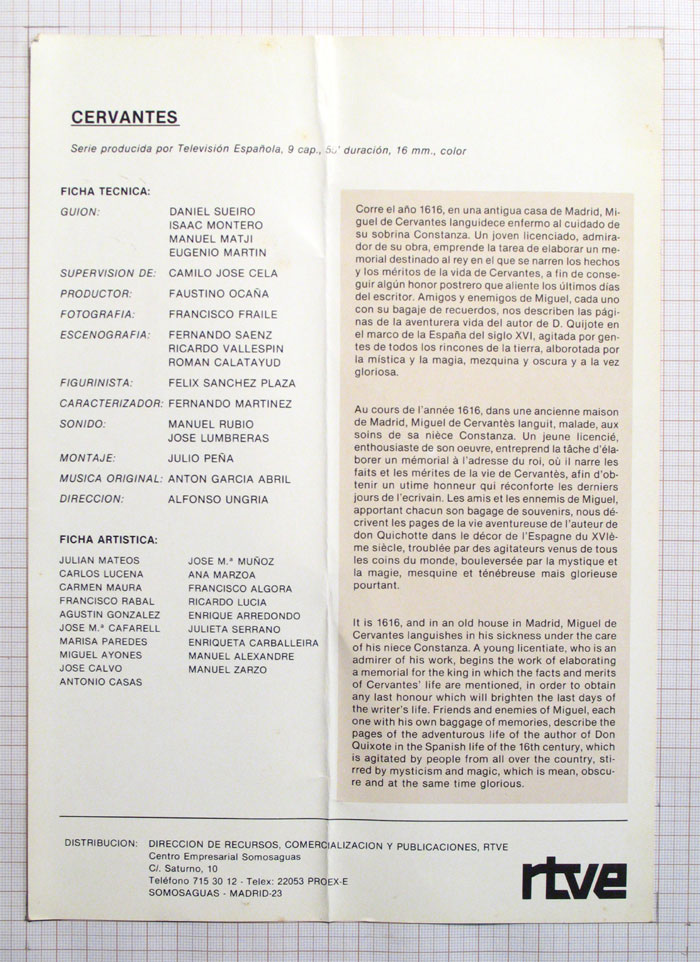 CERVANTES
Serie producida por Televisión Española, 9 cap., duración, 16 mm., color
FICHA TECNICA:
GUION: DANIEL SUEIRO
ISAAC MONTERO
MANUEL MATJI
EUGENIO MARTIN
SUPERVISION DE: CAMILO JOSE CELA
PRODUCTOR: FAUSTINO OCAÑA
FOTOGRAFIA: FRANCISCO FRAILE
ESCENOGRAFIA: FERNANDO SAENZ
RICARDO VALLESPIN
ROMAN CALATAYUD
FIGURINISTA: FELIX SANCHEZ PLAZA
CARACTERIZADOR: FERNANDO MARTINEZ
SONIDO: MANUEL RUBIO
JOSE LUMBRERAS
MONTAJE: JULIO PEÑA
MUSICA ORIGINAL: ANTON GARCIA ABRIL
DIRECCION: ALFONSO UNGRIA
FICHA ARTISTICA:
JULIAN MATEOS
CARLOS LUCENA
CARMEN MAURA
FRANCISCO RABAL
AGUSTIN GONZALEZ
JOSE M.ª CAFARELL
MARISA PAREDES
MIGUEL AYONES
JOSE CALVO
ANTONIO CASAS
JOSE M.ª MUÑOZ
ANA MARZOA
FRANCISCO ALGORA
RICARDO LUCIA
ENRIQUE ARREDONDO
JULIETA SERRANO
ENRIQUETA CARBALLEIRA
MANUEL ALEXANDRE
MANUEL ZARZO
Corre el año 1616, en una antigua casa de Madrid, Mi-
guel de Cervantes languidece enfermo al cuidado de
su sobrina Constanza. Un joven licenciado, admira-
dor de su obra, emprende la tarea de elaborar un me-
morial destinado al rey en el que se narren los hechos
y los méritos de la vida de Cervantes, a fin de conse-
guir algún honor postrero que aliente los últimos días
del escritor. Amigos y enemigos de Miguel, cada uno
con su bagaje de recuerdos, nos describen las pági-
nas de la aventurera vida del autor de D. Quijote en
el marco de la España del siglo XVI, agitada por gen-
tes de todos los rincones de la tierra, alborotada por
la mística y la magia, mezquina y oscura y a la vez
gloriosa.
Au cours de l'année 1616, dans une ancienne maison
de Madrid, Miguel de Cervantès languit, malade, aux
soins de sa nièce Constanza. Un jeune licencié,
enthousiaste de son oeuvre, entreprend la tâche d'éla-
borer un mémorial à l'adresse du roi, où il narre les
faits et les mérites de la vie de Cervantès, afin d'ob-
tenir un utime honneur qui réconforte les derniers
jours de l'ecrivain. Les amis et les ennemis de Miguel,
apportant chacun son bagage de souvenirs, nous dé-
crivent les pages de la vie aventureuse de l'auteur de
don Quichotte dans le décor de l'Espagne du XVIè-
me siècle, troublée par des agitateurs venus de tous
les coins du monde, bouleversée par la mystique et
la magie, mesquine et ténébreuse mais glorieuse
pourtant.
It is 1616, and in an old house in Madrid, Miguel de
Cervantes languishes in his sickness under the care
of his niece Constanza. A young licentiate, who is an
admirer of his work, begins the work of elaborating
a memorial for the king in which the facts and merits
of Cervantes' life are mentioned, in order to obtain
any last honour which will brighten the last days of
the writer's life. Friends and enemies of Miguel, each
one with his own baggage of memories, describe the
pages of the adventurous life of the author of Don
Quixote in the Spanish life of the 16th century, which
is agitated by people from all over the country, stir-
red by mysticism and magic, which is mean, obscu-
re and at the same time glorious.
DISTRIBUCION: DIRECCION DE RECURSOS, COMERCIALIZACION Y PUBLICACIONES, RTVE
Centro Empresarial Somosaguas
C/. Saturno, 10
Teléfono 715 30 12 - Telex: 22053 PROEX-E
SOMOSAGUAS - MADRID-23
rtve